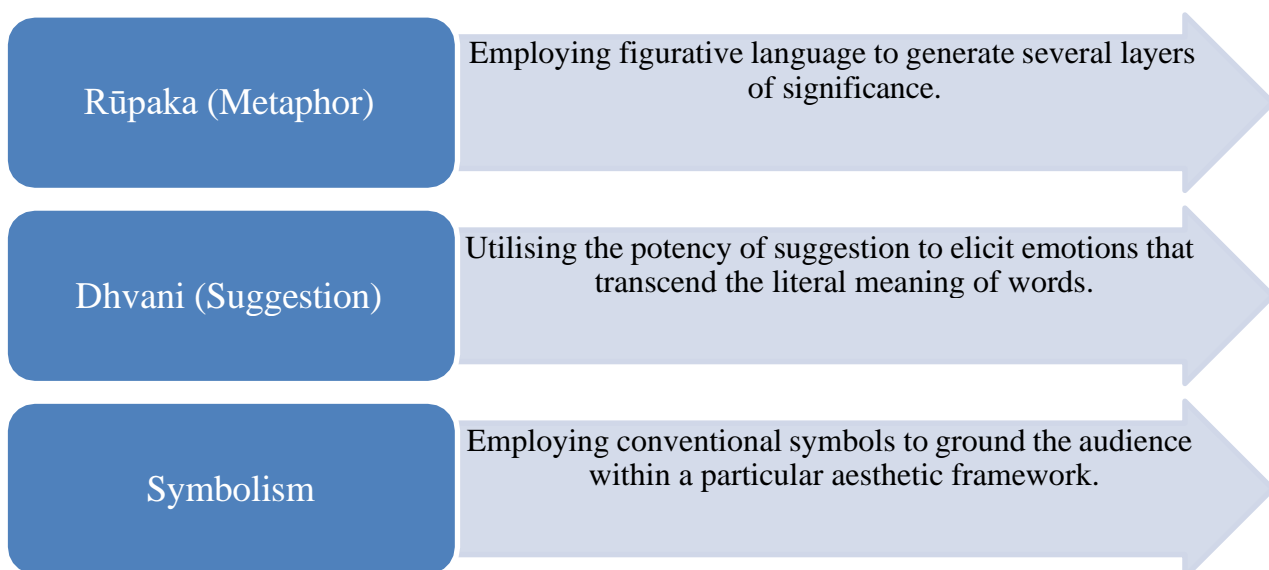 Rūpaka (Metaphor)
Employing figurative language to generate several layers
of significance.
Dhvani (Suggestion)
Utilising the potency of suggestion to elicit emotions that
transcend the literal meaning of words.
Symbolism
Employing conventional symbols to ground the audience
within a particular aesthetic framework.